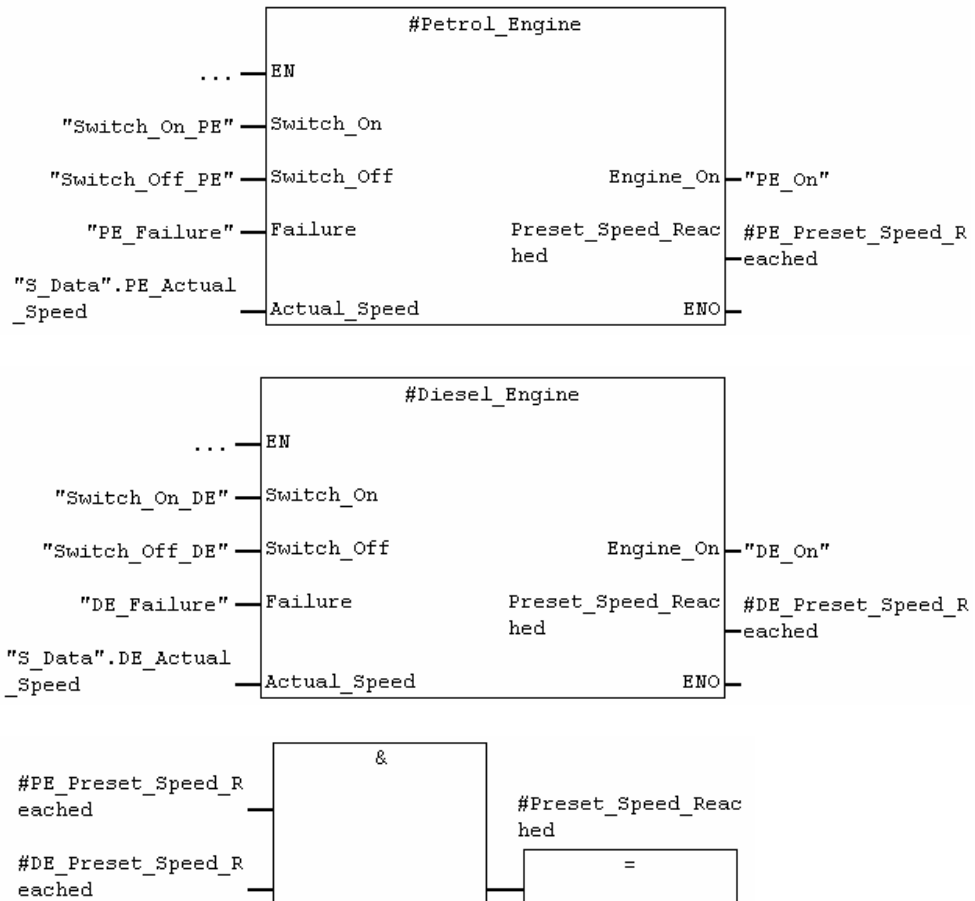 #Petrol_Engine
... EN
"Switch_On_PE" Switch_On
"Switch_Off_PE" Switch_Off Engine_On "PE_On"
"PE_Failure" Failure Preset_Speed_Reac #PE_Preset_Speed_R
hed eached
"S_Data".PE_Actual
_Speed Actual_Speed ENO
#Diesel_Engine
... EN
"Switch_On_DE" Switch_On
"Switch_Off_DE" Switch_Off Engine_On "DE_On"
"DE_Failure" Failure Preset_Speed_Reac #DE_Preset_Speed_R
hed eached
"S_Data".DE_Actual
_Speed Actual_Speed ENO
&
#PE_Preset_Speed_R
eached
#Preset_Speed_Reac
hed
#DE_Preset_Speed_R =
eached